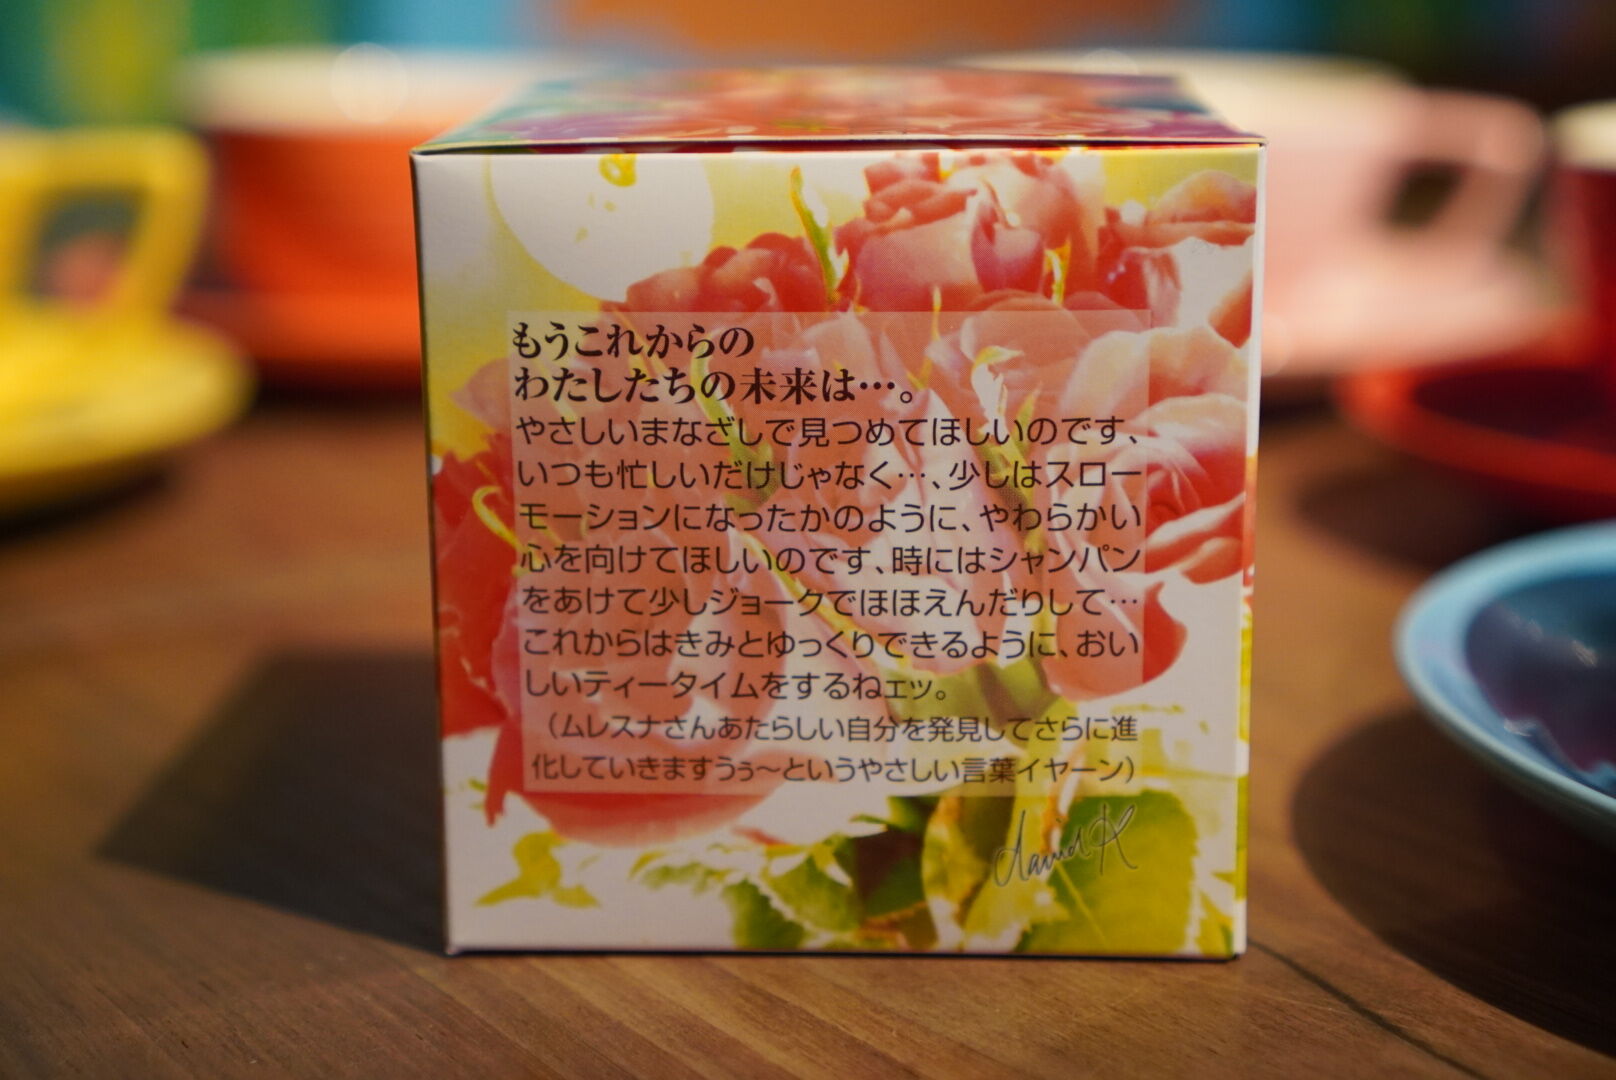 もうこれからの
わたしたちの未来は…。
やさしいまなざしで見つめてほしいのです、
いつも忙しいだけじゃなく…、少しはスロー
モーションになったかのように、やわらかい
心を向けてほしいのです、時にはシャンパン
をあけて少しジョークでほほえんだりして…
これからはきみとゆっくりできるように、おい
しいティータイムをするねェッ。
（ムレスナさんあたらしい自分を発見してさらに進
化していきますうぅ〜というやさしい言葉イヤーン）
david K